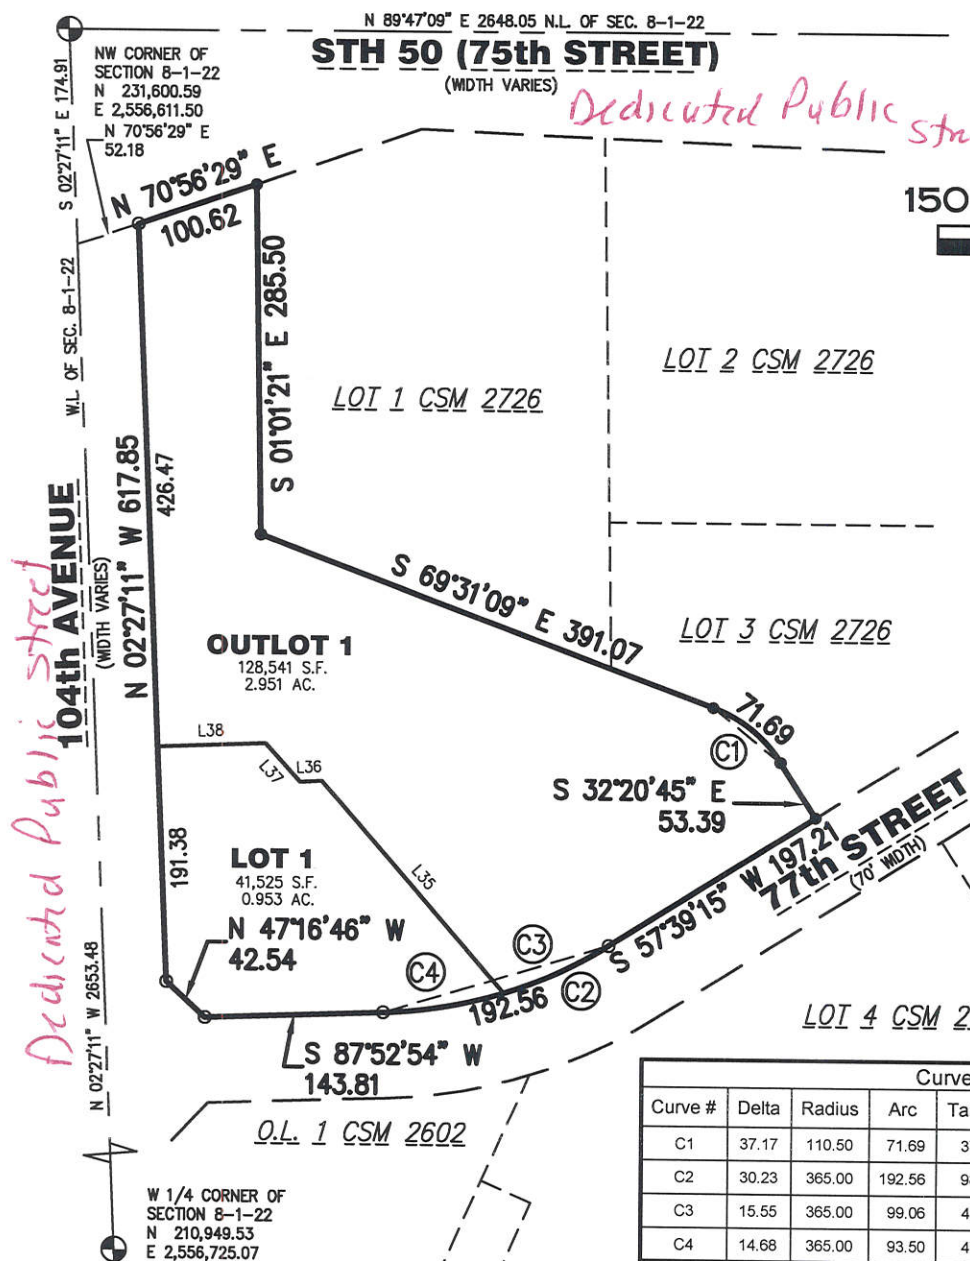 N 89°47'09" E 2648.05 N.L. OF SEC. 8-1-22
STH 50 (75th STREET)
(WIDTH VARIES)
Dedicated Public
NW CORNER OF
SECTION 8-1-22
N 231,600.59
E 2,556,611.50
N 70°56'29" E
52.18
S 02°27'11" E 174.91
W.L. OF SEC. 8-1-22
N 70°56'29" E
100.62
150
S 01°01'21" E 285.50
LOT 1 CSM 2726
LOT 2 CSM 2726
N 02°27'11" W 617.85
426.47
104th AVENUE
(WIDTH VARIES)
Dedicated Public Street
S 69°31'09" E 391.07
LOT 3 CSM 2726
OUTLOT 1
128,541 S.F.
2.951 AC.
71.69
C1
L38
L37
L36
L35
S 32°20'45" E
53.39
S 57°39'15" W 197.21
77th STREET
(70' WIDTH)
191.38
LOT 1
41,525 S.F.
0.953 AC.
N 47°16'46" W
42.54
C3
C4
C2
192.56
S 87°52'54" W
143.81
N 02°27'11" W 2653.48
LOT 4 CSM 2
O.L. 1 CSM 2602
W 1/4 CORNER OF
SECTION 8-1-22
N 210,949.53
E 2,556,725.07
Curve
Curve # Delta Radius Arc Ta
C1 37.17 110.50 71.69 3
C2 30.23 365.00 192.56 9
C3 15.55 365.00 99.06 4
C4 14.68 365.00 93.50 4